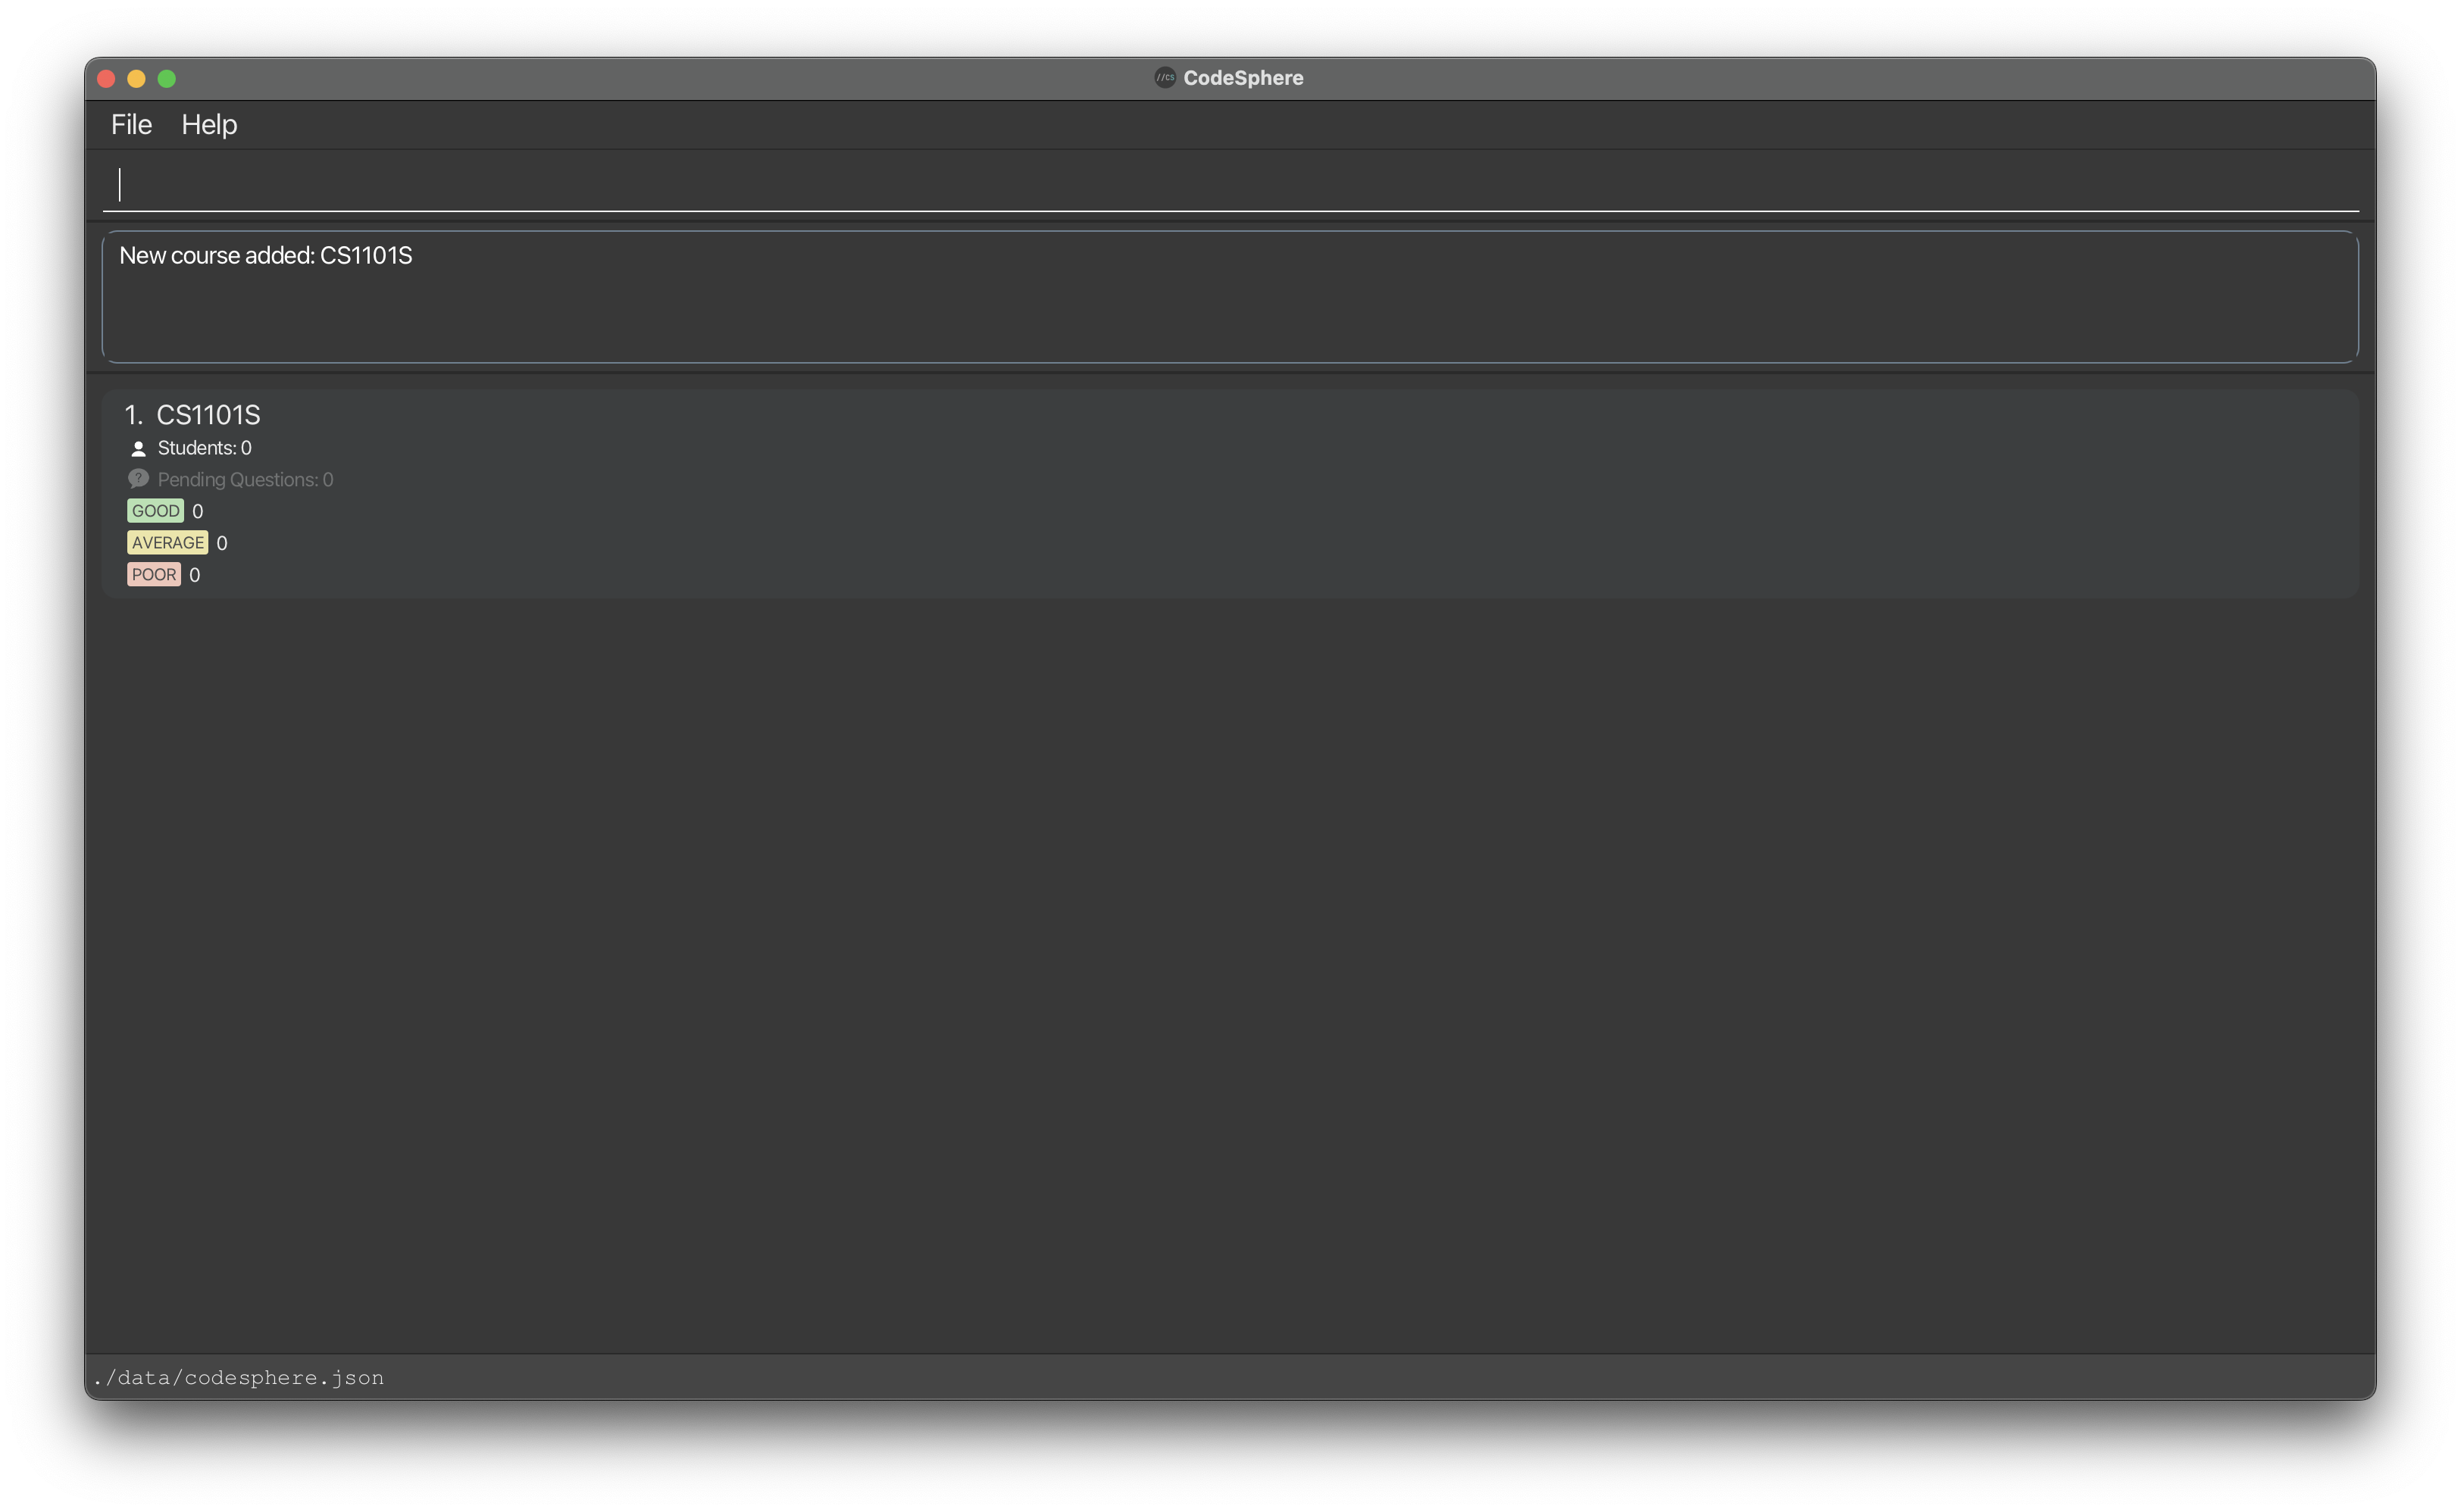 //CS CodeSphere
File Help
New course added: CS1101S
1. CS1101S
Students: 0
? Pending Questions: 0
GOOD 0
AVERAGE 0
POOR 0
./data/codesphere.json